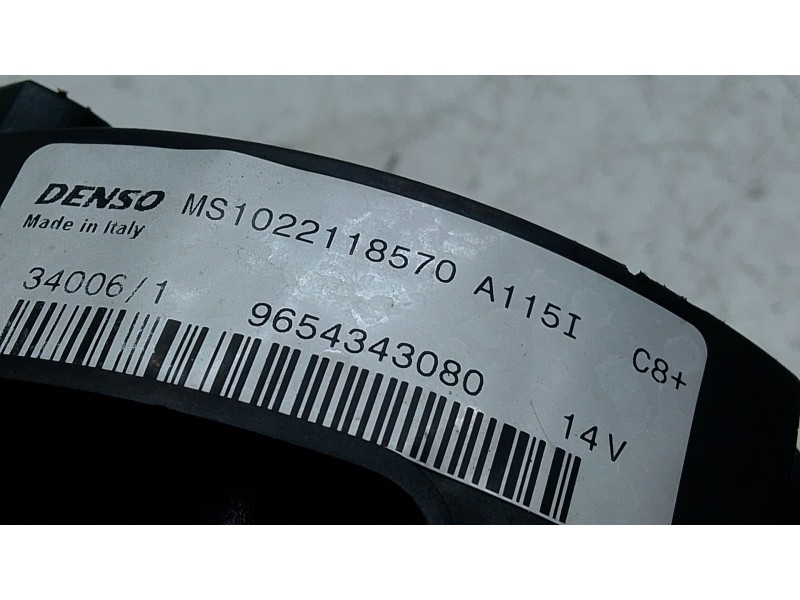 DENSO MS1022118570 A115I C8+
Made in Italy
34006/1 9654343080 14V